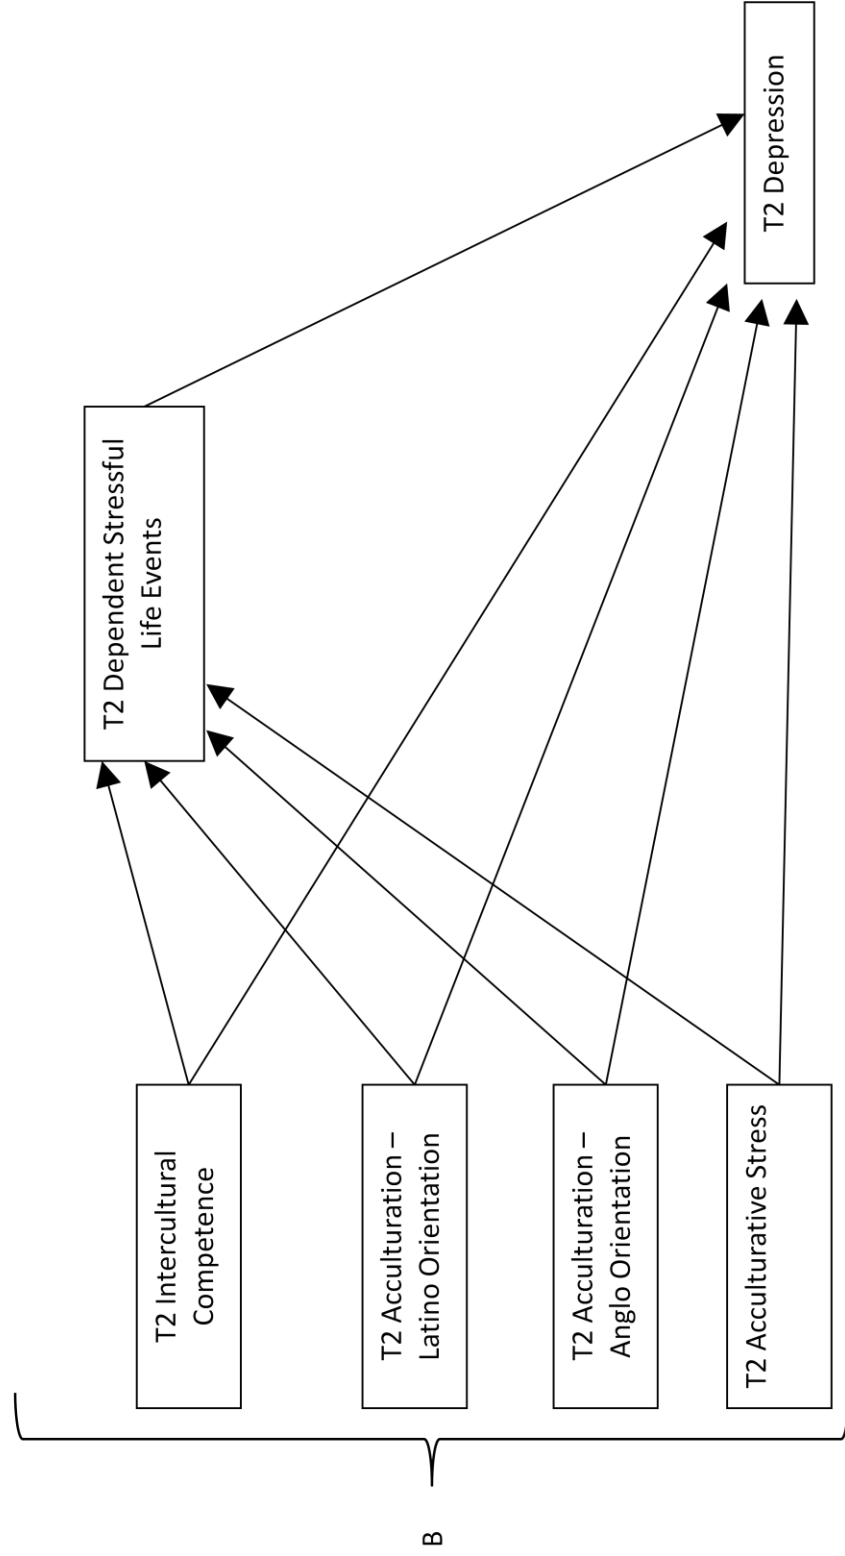 B
T2 Intercultural
Competence
T2 Acculturation –
Latino Orientation
T2 Acculturation –
Anglo Orientation
T2 Acculturative Stress
T2 Dependent Stressful
Life Events
T2 Depression